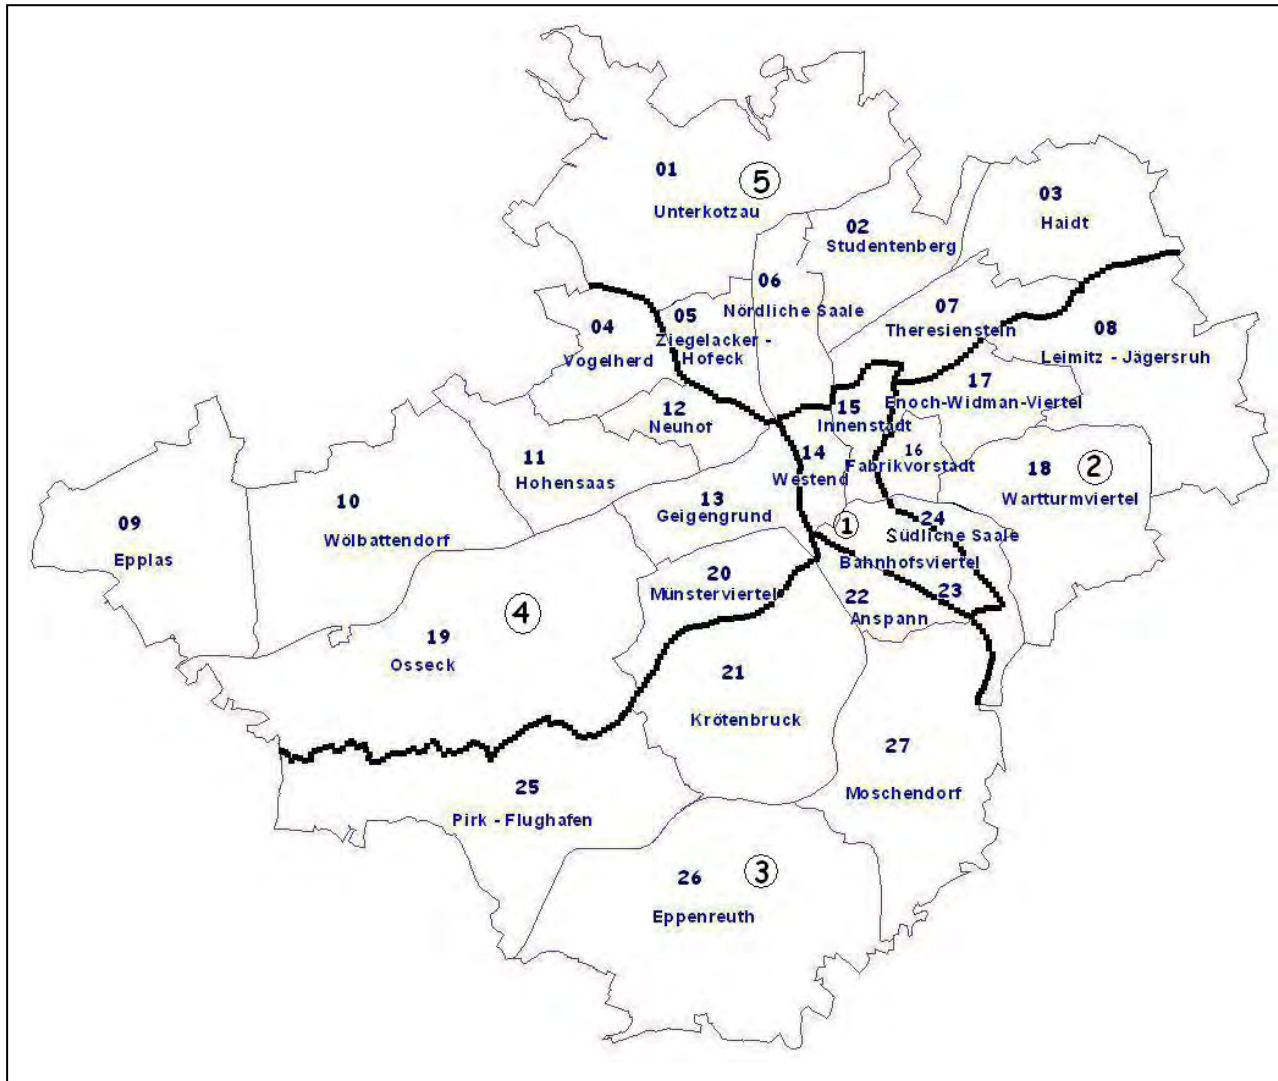 01
5
Unterkotzau
02
Studentenberg
03
Haidt
06
Nördliche Saale
05
Ziegelacker -
Hofeck
04
Vogelherd
07
Theresienstein
08
Leimitz - Jägersruh
17
Enoch-Widman-Viertel
12
Neuhof
15
Innenstadt
11
Hohensaas
14
Westend
16
Fabrikvorstadt
18
2
Wartturmviertel
13
Geigengrund
10
Wölbattendorf
09
Epplas
1
24
Südliche Saale
Bahnhofsviertel
23
20
Münsterviertel
22
Anspann
4
19
Osseck
21
Krötenbruck
27
Moschendorf
25
Pirk - Flughafen
26
3
Eppenreuth